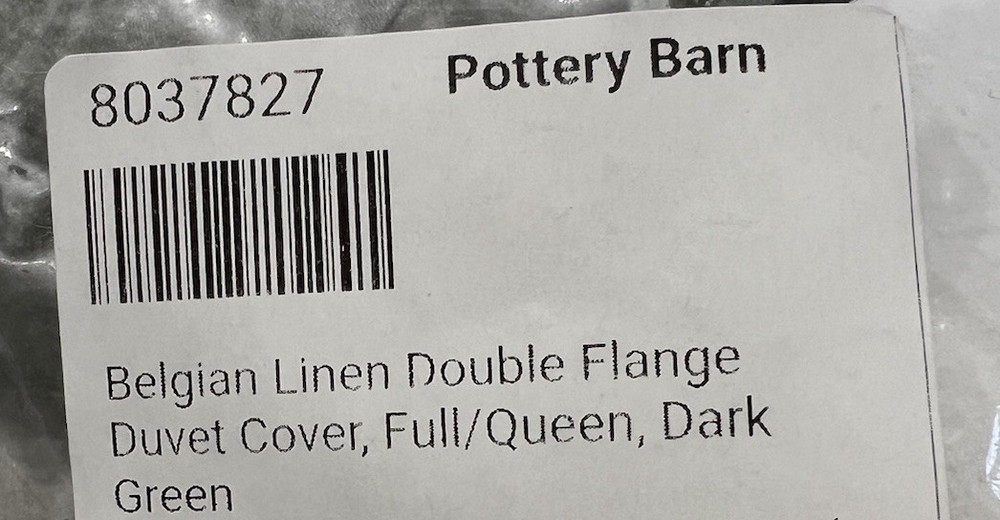 8037827 Pottery Barn
Belgian Linen Double Flange
Duvet Cover, Full/Queen, Dark
Green